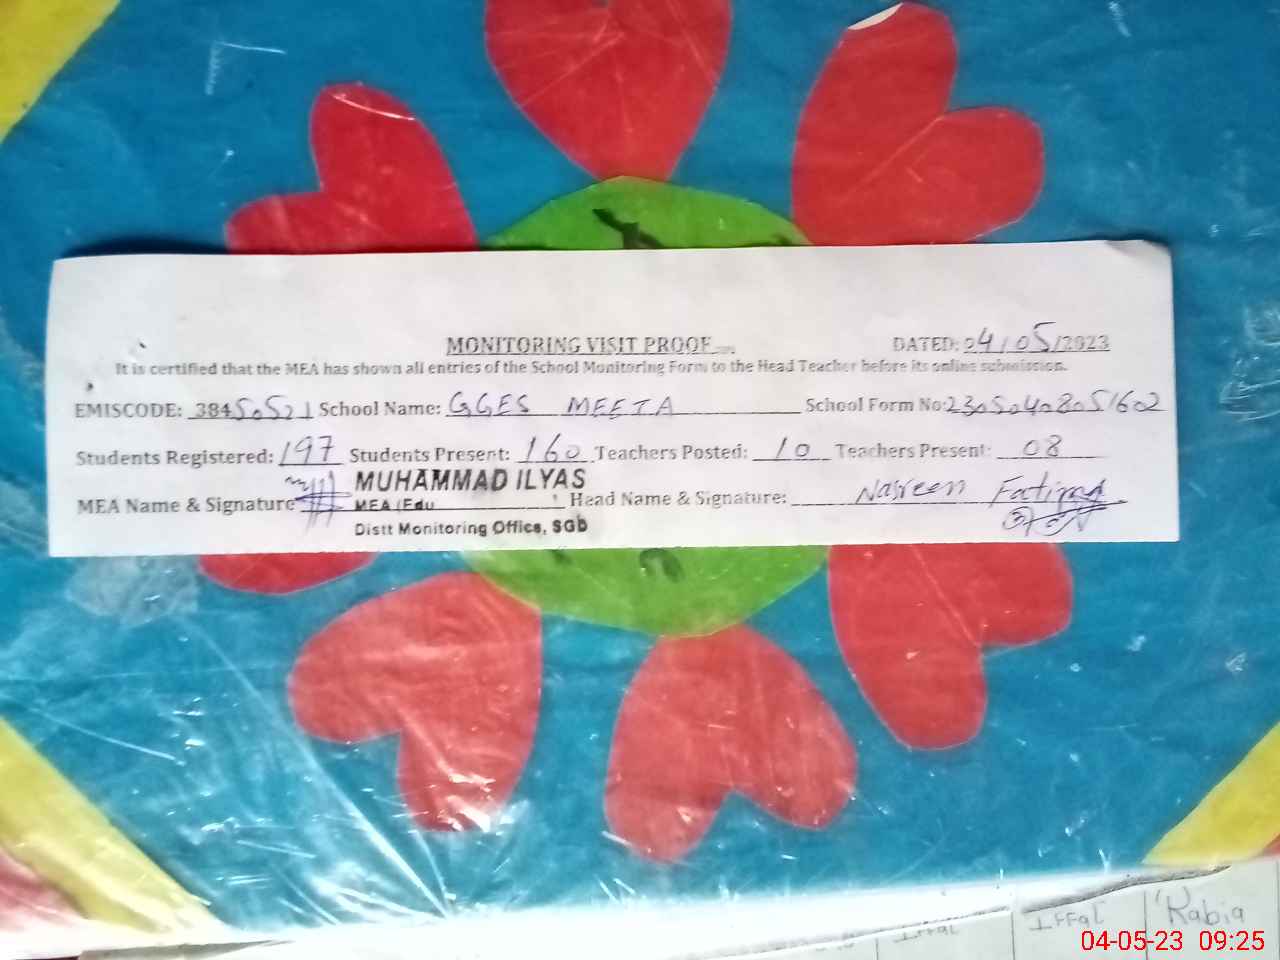 MONITORING VISIT PROOF
DATED: 04/05/2023
It is certified that the MEA has shown all entries of the School Monitoring Form to the Head Teacher before its online submission.
EMISCODE: 38450521 School Name: GGES MEETA School Form No: 23050408051602
Students Registered: 197 Students Present: 160 Teachers Posted: 10 Teachers Present: 08
MEA Name & Signature MUHAMMAD ILYAS Head Name & Signature: Nasreen Fatima
MEA (Edu
Distt Monitoring Office, SGD
Iffal Iffal Rabia
04-05-23 09:25